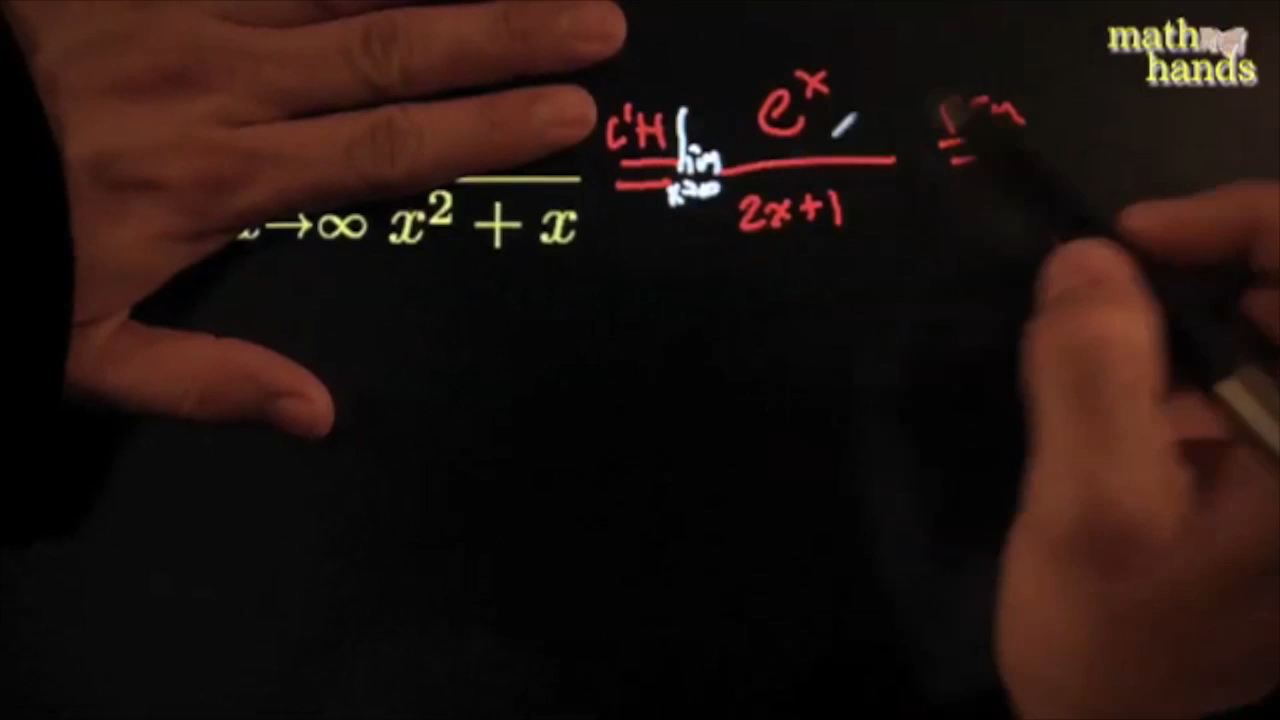 math
hands
L'H lim e^x =
x→∞ 2x+1
→∞ x² + x